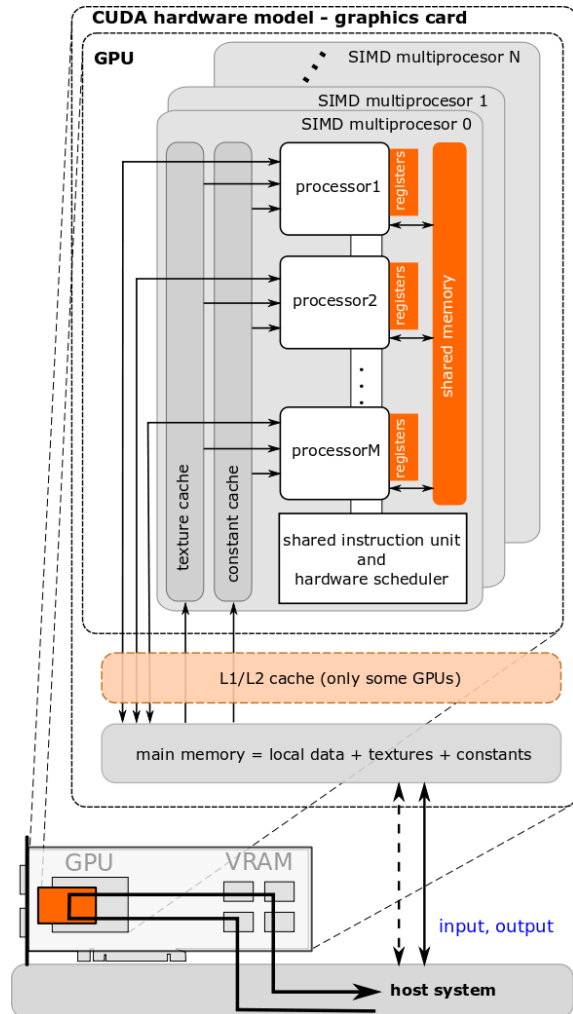 CUDA hardware model – graphics card
GPU
SIMD multiprocesor N
SIMD multiprocesor 1
SIMD multiprocesor 0
processor1
registers
processor2
registers
shared memory
processorM
registers
texture cache
constant cache
shared instruction unit
and
hardware scheduler
L1/L2 cache (only some GPUs)
main memory = local data + textures + constants
GPU
VRAM
input, output
host system